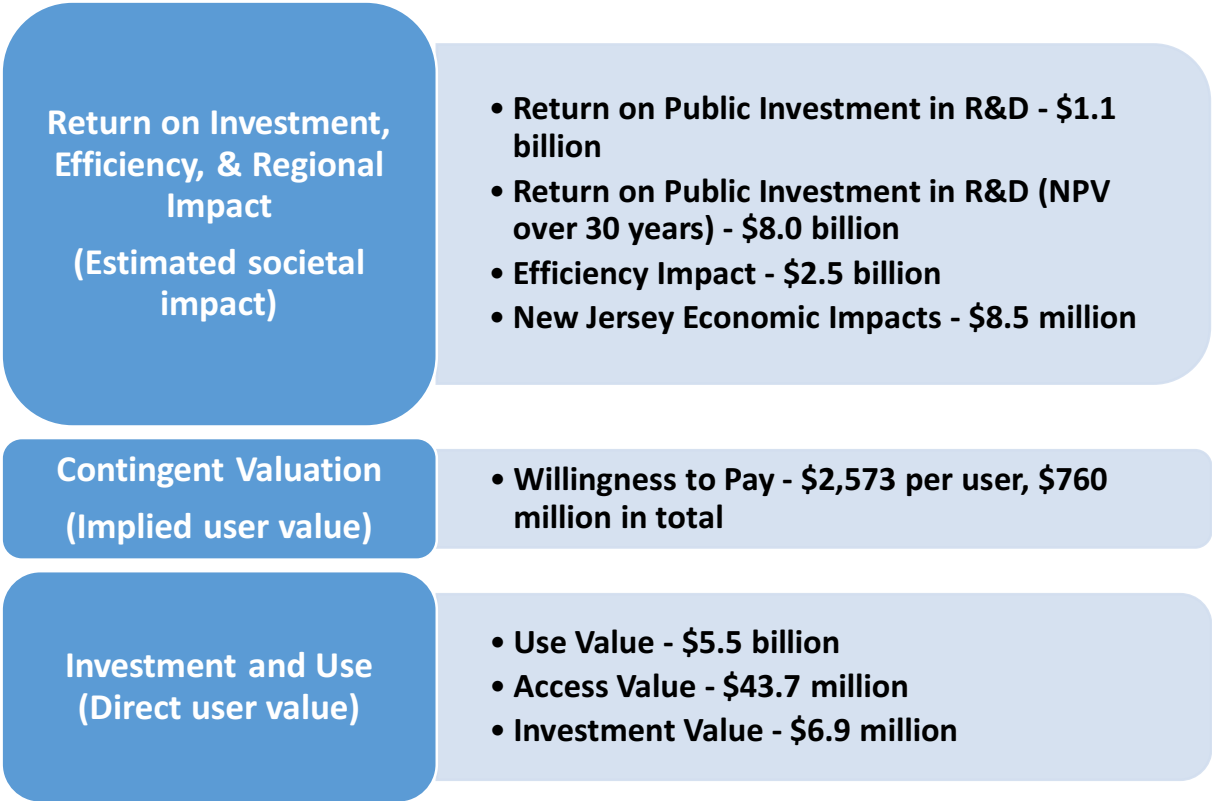 Return on Investment,
Efficiency, & Regional
Impact
(Estimated societal
impact)
• Return on Public Investment in R&D - $1.1
billion
• Return on Public Investment in R&D (NPV
over 30 years) - $8.0 billion
• Efficiency Impact - $2.5 billion
• New Jersey Economic Impacts - $8.5 million
Contingent Valuation
(Implied user value)
• Willingness to Pay - $2,573 per user, $760
million in total
Investment and Use
(Direct user value)
• Use Value - $5.5 billion
• Access Value - $43.7 million
• Investment Value - $6.9 million